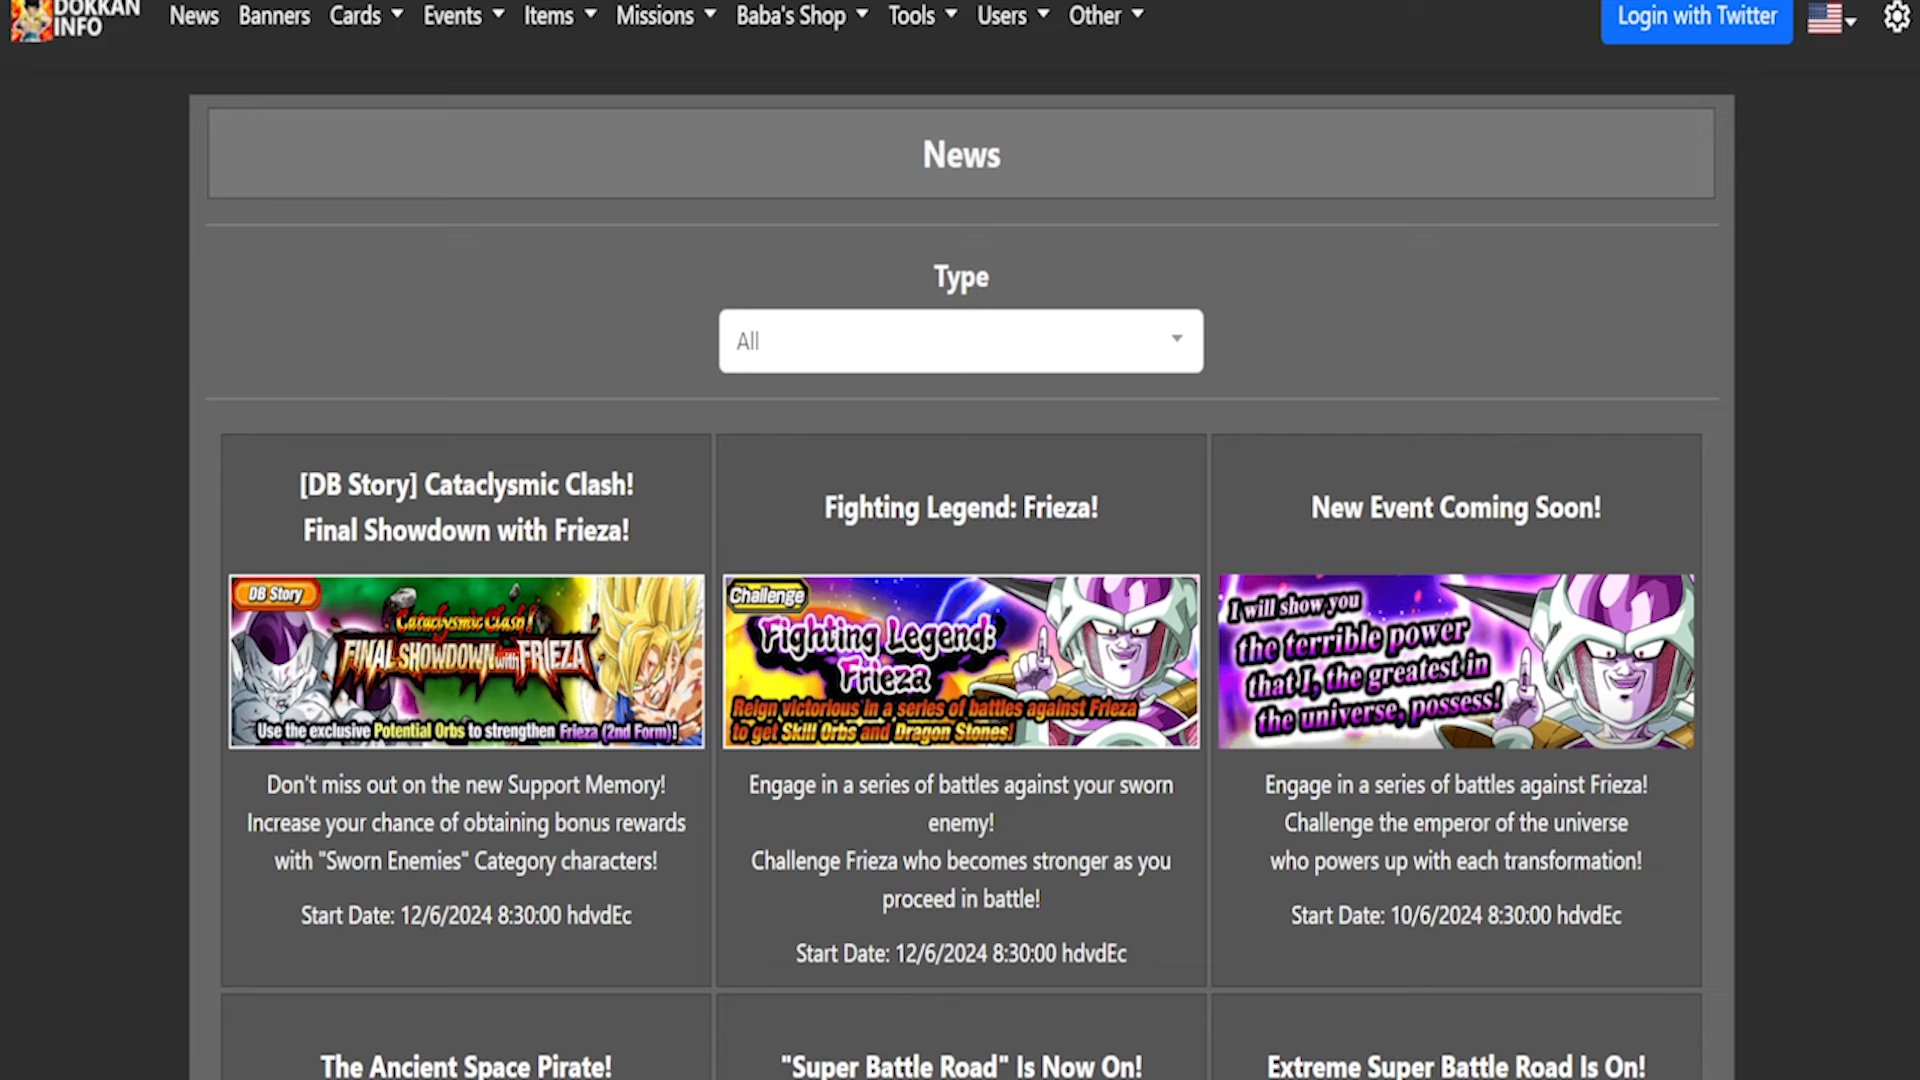 DOKKAN
INFO
News Banners Cards Events Items Missions Baba's Shop Tools Users Other Login with Twitter
News
Type
All
[DB Story] Cataclysmic Clash!
Final Showdown with Frieza!
DB Story
Cataclysmic Clash!
FINAL SHOWDOWN with FRIEZA
Use the exclusive Potential Orbs to strengthen Frieza (2nd Form)!
Don't miss out on the new Support Memory!
Increase your chance of obtaining bonus rewards
with "Sworn Enemies" Category characters!
Start Date: 12/6/2024 8:30:00 hdvdEc
Fighting Legend: Frieza!
Challenge
Fighting Legend:
Frieza
Reign victorious in a series of battles against Frieza
to get Skill Orbs and Dragon Stones!
Engage in a series of battles against your sworn
enemy!
Challenge Frieza who becomes stronger as you
proceed in battle!
Start Date: 12/6/2024 8:30:00 hdvdEc
New Event Coming Soon!
I will show you
the terrible power
that I, the greatest in
the universe, possess!
Engage in a series of battles against Frieza!
Challenge the emperor of the universe
who powers up with each transformation!
Start Date: 10/6/2024 8:30:00 hdvdEc
The Ancient Space Pirate!
"Super Battle Road" Is Now On!
Extreme Super Battle Road Is On!